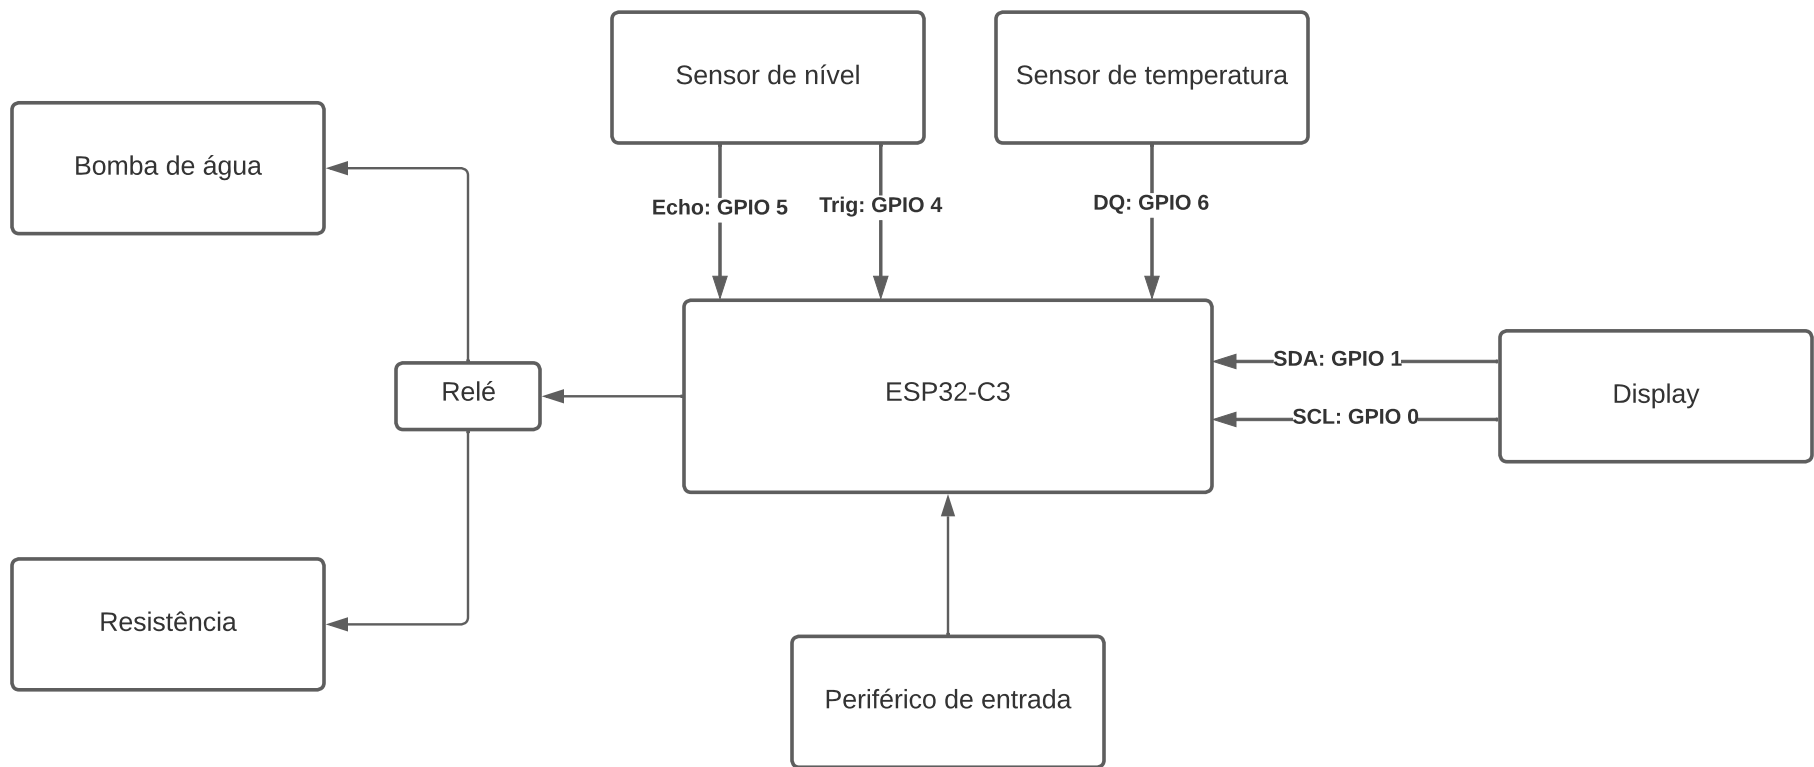 Sensor de nível
Sensor de temperatura
Bomba de água
Echo: GPIO 5
Trig: GPIO 4
DQ: GPIO 6
SDA: GPIO 1
Relé
ESP32-C3
Display
SCL: GPIO 0
Resistência
Periférico de entrada